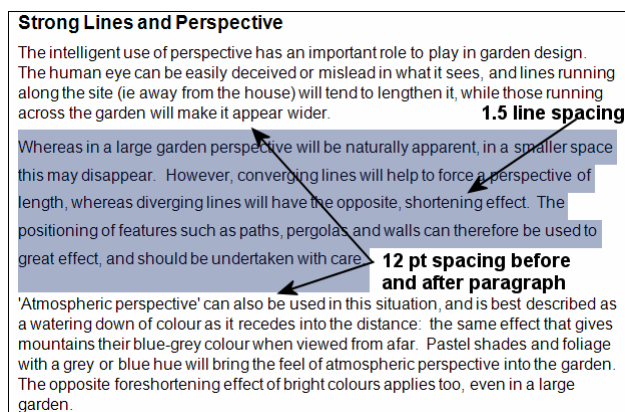 Strong Lines and Perspective
The intelligent use of perspective has an important role to play in garden design.
The human eye can be easily deceived or mislead in what it sees, and lines running
along the site (ie away from the house) will tend to lengthen it, while those running
across the garden will make it appear wider.
1.5 line spacing
Whereas in a large garden perspective will be naturally apparent, in a smaller space
this may disappear.  However, converging lines will help to force a perspective of
length, whereas diverging lines will have the opposite, shortening effect.  The
positioning of features such as paths, pergolas and walls can therefore be used to
great effect, and should be undertaken with care
12 pt spacing before
and after paragraph
'Atmospheric perspective' can also be used in this situation, and is best described as
a watering down of colour as it recedes into the distance:  the same effect that gives
mountains their blue-grey colour when viewed from afar.  Pastel shades and foliage
with a grey or blue hue will bring the feel of atmospheric perspective into the garden.
The opposite foreshortening effect of bright colours applies too, even in a large
garden.